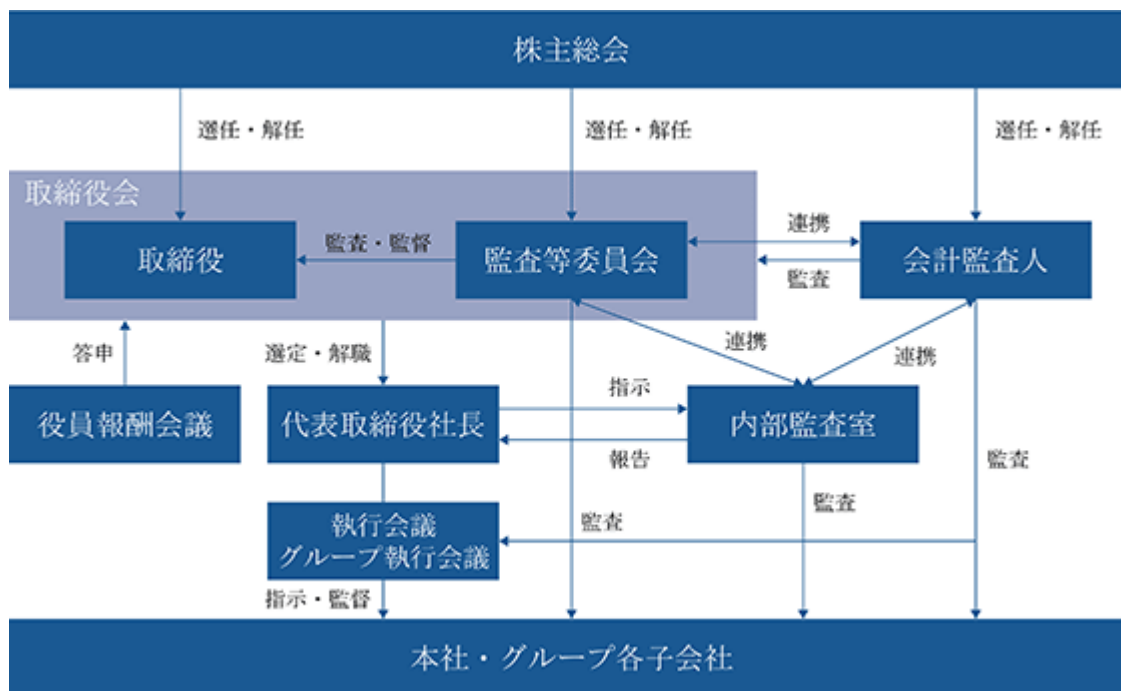 株主総会
選任・解任
選任・解任
選任・解任
取締役会
取締役
監査・監督
監査等委員会
連携
監査
会計監査人
答申
選定・解職
連携
連携
役員報酬会議
代表取締役社長
指示
報告
内部監査室
監査
監査
執行会議
グループ執行会議
監査
指示・監督
本社・グループ各子会社